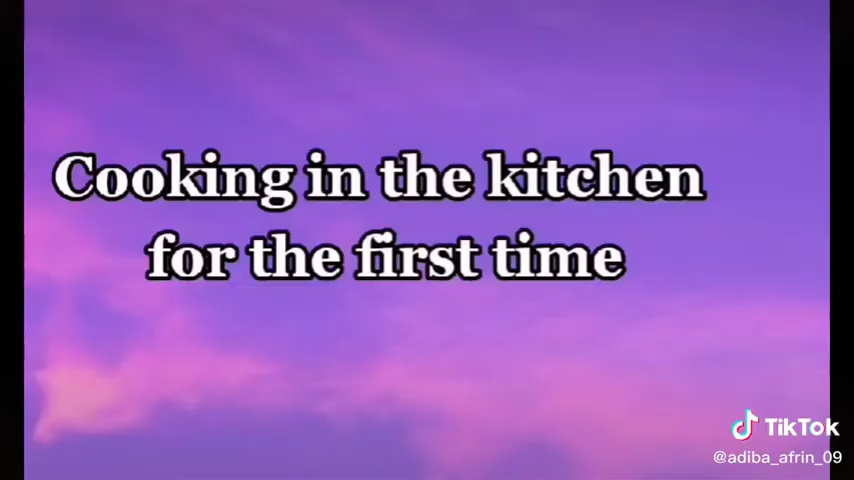 Cooking in the kitchen
for the first time
TikTok
@adiba_afrin_09